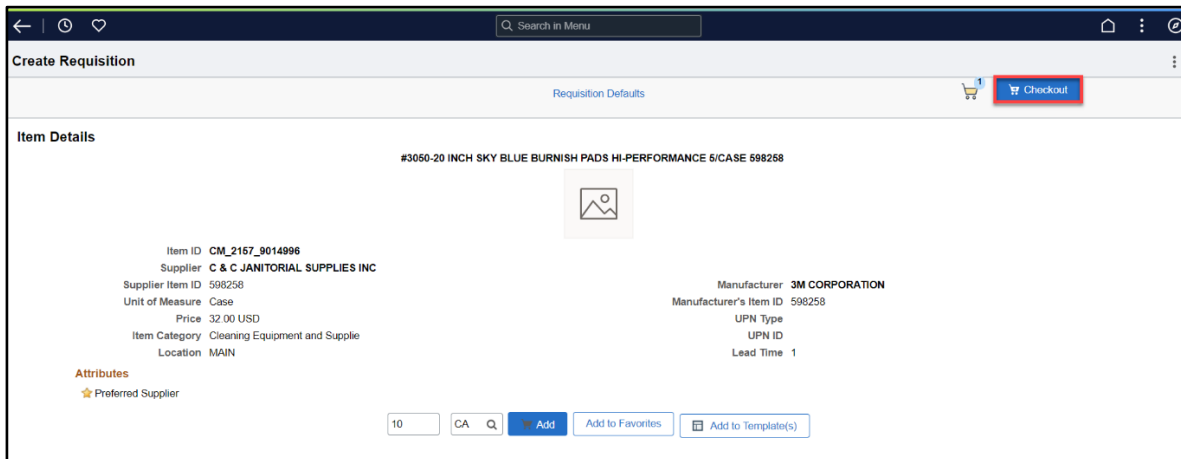 Search in Menu
Create Requisition
Requisition Defaults
1
Checkout
Item Details
#3050-20 INCH SKY BLUE BURNISH PADS HI-PERFORMANCE 5/CASE 598258
Item ID CM_2157_9014996
Supplier C & C JANITORIAL SUPPLIES INC
Supplier Item ID 598258
Manufacturer 3M CORPORATION
Unit of Measure Case
Manufacturer's Item ID 598258
Price 32.00 USD
UPN Type
Item Category Cleaning Equipment and Supplie
UPN ID
Location MAIN
Lead Time 1
Attributes
Preferred Supplier
10 CA Add Add to Favorites Add to Template(s)